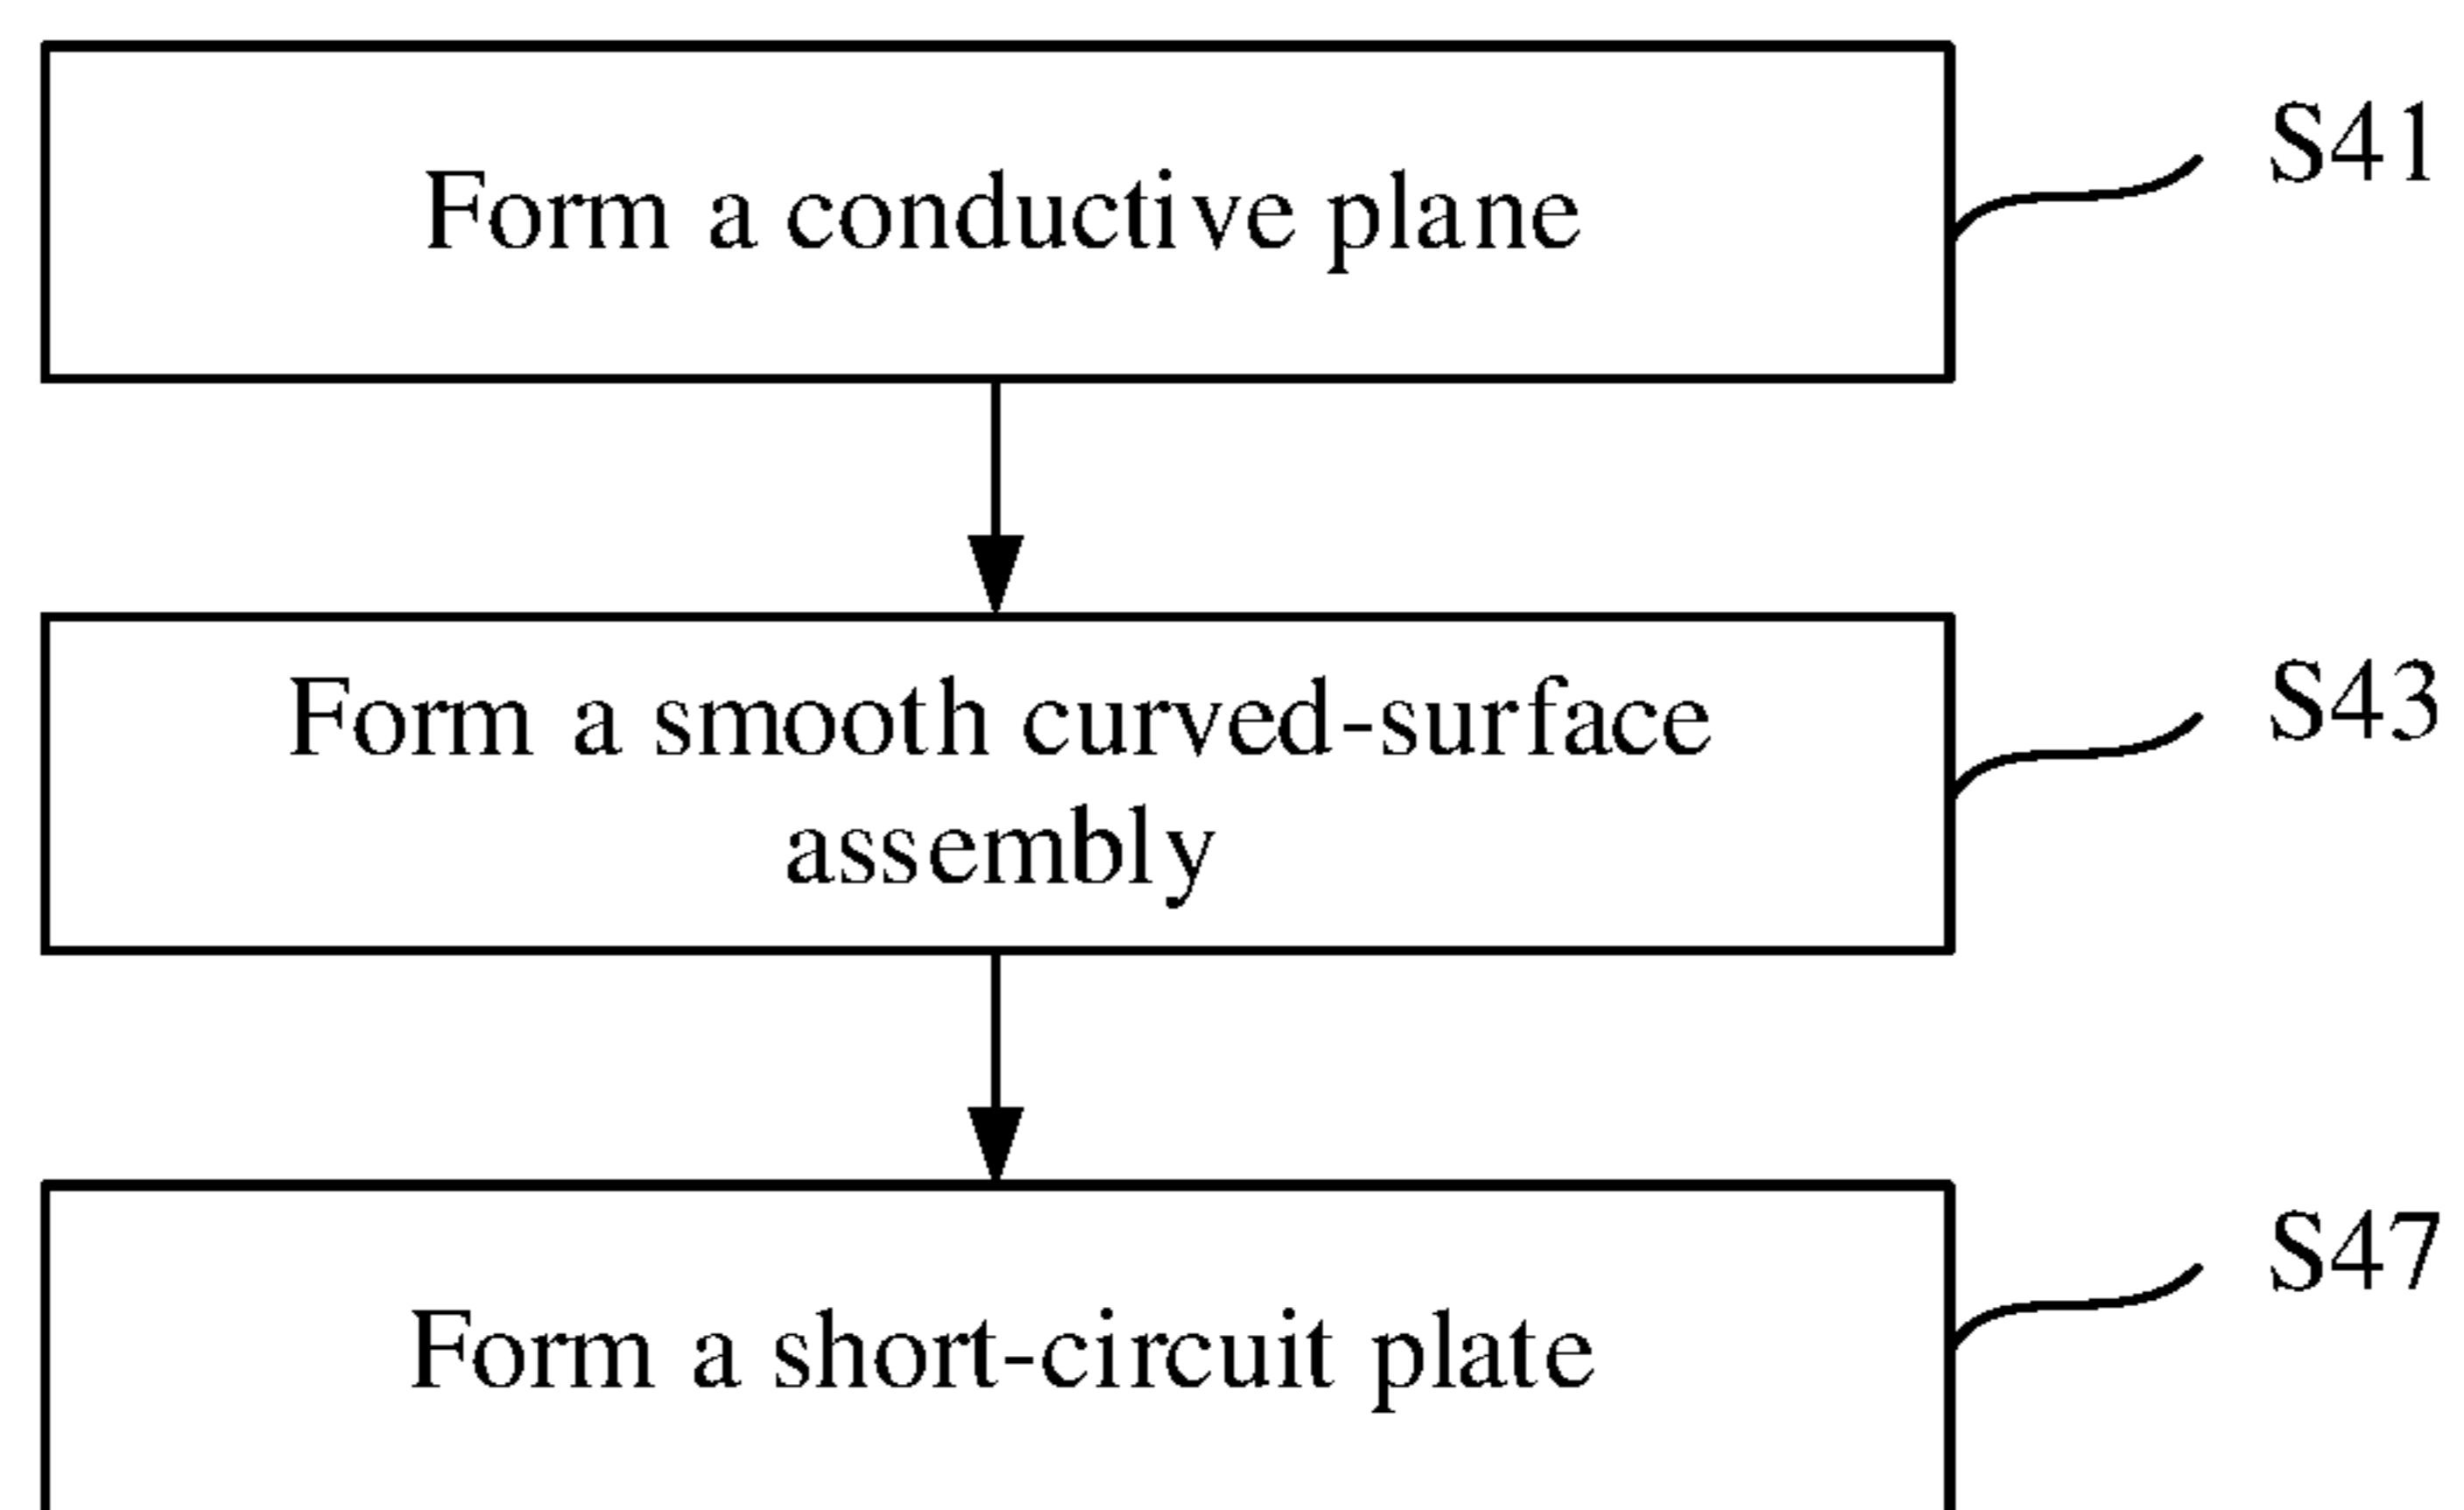 Form a conductive plane
S41
Form a smooth curved-surface
assembly
S43
Form a short-circuit plate
S47